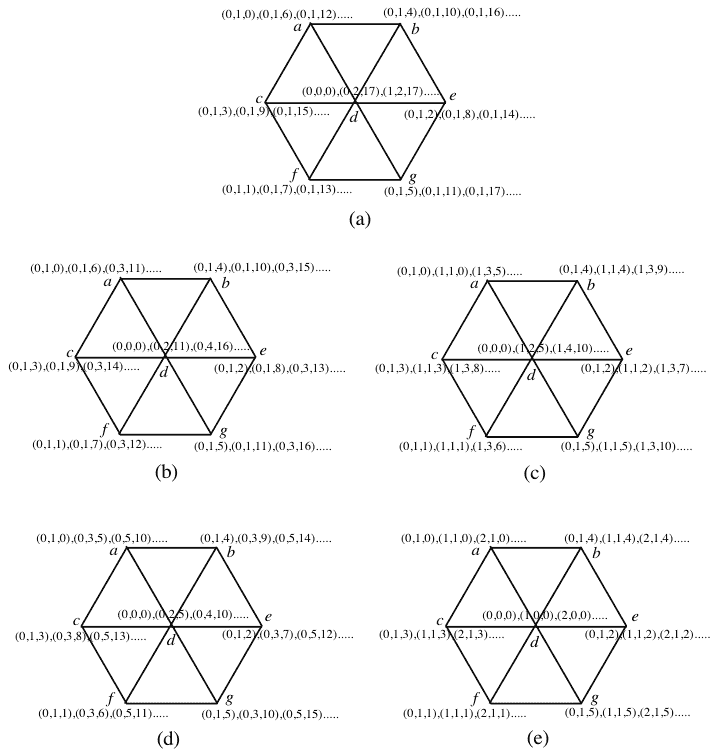 (0,1,0),(0,1,6),(0,1,12)..... (0,1,4),(0,1,10),(0,1,16).....
a b
c (0,0,0),(0,2,17),(1,2,17)..... e
(0,1,3),(0,1,9),(0,1,15)..... d (0,1,2),(0,1,8),(0,1,14).....
f g
(0,1,1),(0,1,7),(0,1,13)..... (0,1,5),(0,1,11),(0,1,17).....
(a)
(0,1,0),(0,1,6),(0,3,11)..... (0,1,4),(0,1,10),(0,3,15).....
a b
c (0,0,0),(0,2,11),(0,4,16)..... e
(0,1,3),(0,1,9),(0,3,14)..... d (0,1,2),(0,1,8),(0,3,13).....
f g
(0,1,1),(0,1,7),(0,3,12)..... (0,1,5),(0,1,11),(0,3,16).....
(b)
(0,1,0),(1,1,0),(1,3,5)..... (0,1,4),(1,1,4),(1,3,9).....
a b
c (0,0,0),(1,2,5),(1,4,10)..... e
(0,1,3),(1,1,3),(1,3,8)..... d (0,1,2),(1,1,2),(1,3,7).....
f g
(0,1,1),(1,1,1),(1,3,6)..... (0,1,5),(1,1,5),(1,3,10).....
(c)
(0,1,0),(0,3,5),(0,5,10)..... (0,1,4),(0,3,9),(0,5,14).....
a b
c (0,0,0),(0,2,5),(0,4,10)..... e
(0,1,3),(0,3,8),(0,5,13)..... d (0,1,2),(0,3,7),(0,5,12).....
f g
(0,1,1),(0,3,6),(0,5,11)..... (0,1,5),(0,3,10),(0,5,15).....
(d)
(0,1,0),(1,1,0),(2,1,0)..... (0,1,4),(1,1,4),(2,1,4).....
a b
c (0,0,0),(1,0,0),(2,0,0)..... e
(0,1,3),(1,1,3),(2,1,3)..... d (0,1,2),(1,1,2),(2,1,2).....
f g
(0,1,1),(1,1,1),(2,1,1)..... (0,1,5),(1,1,5),(2,1,5).....
(e)